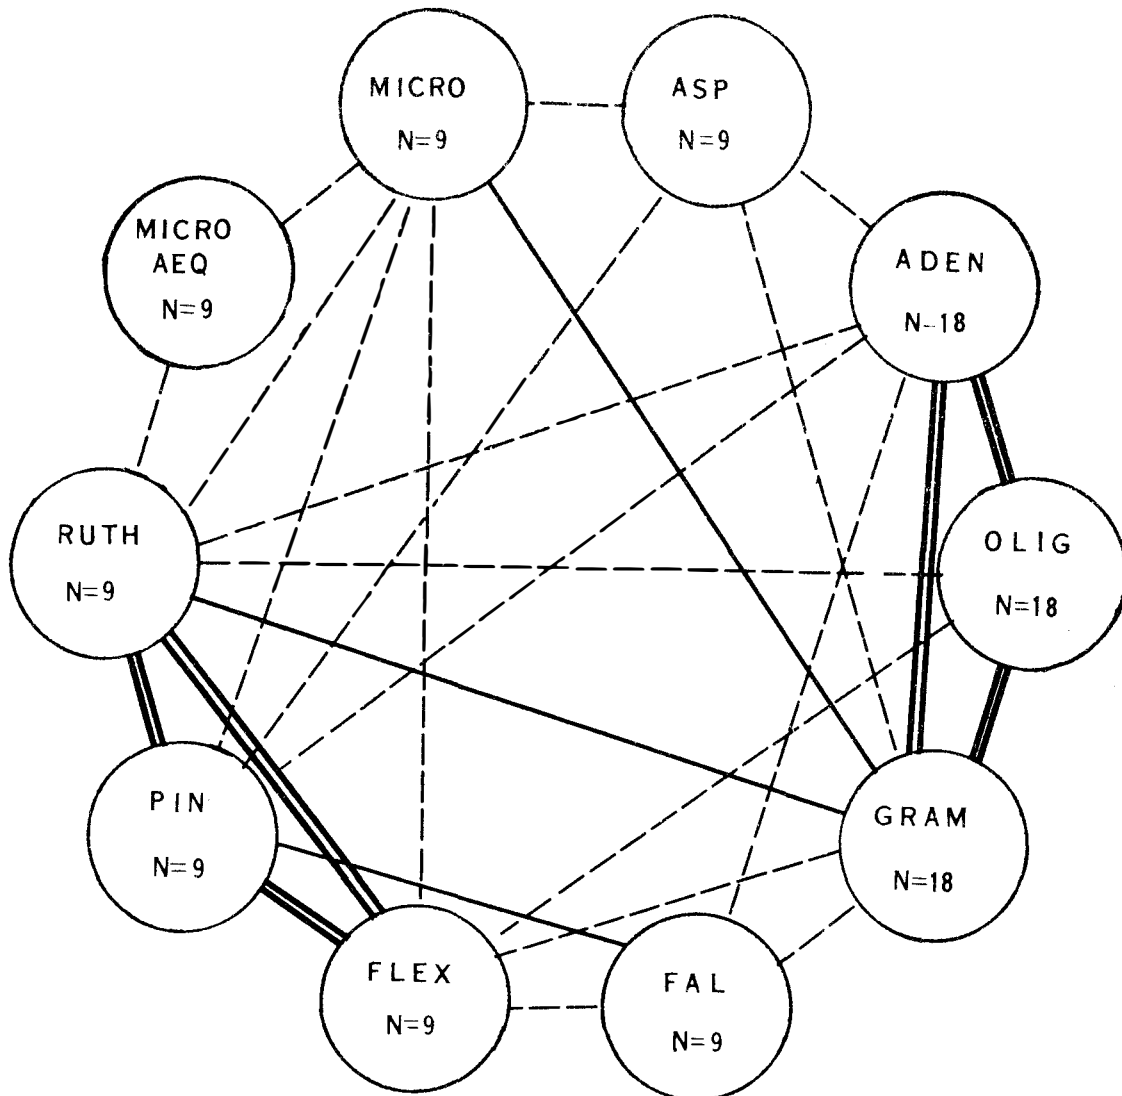 MICRO
N=9
ASP
N=9
MICRO
AEQ
N=9
ADEN
N-18
RUTH
N=9
OLIG
N=18
PIN
N=9
GRAM
N=18
FLEX
N=9
FAL
N=9